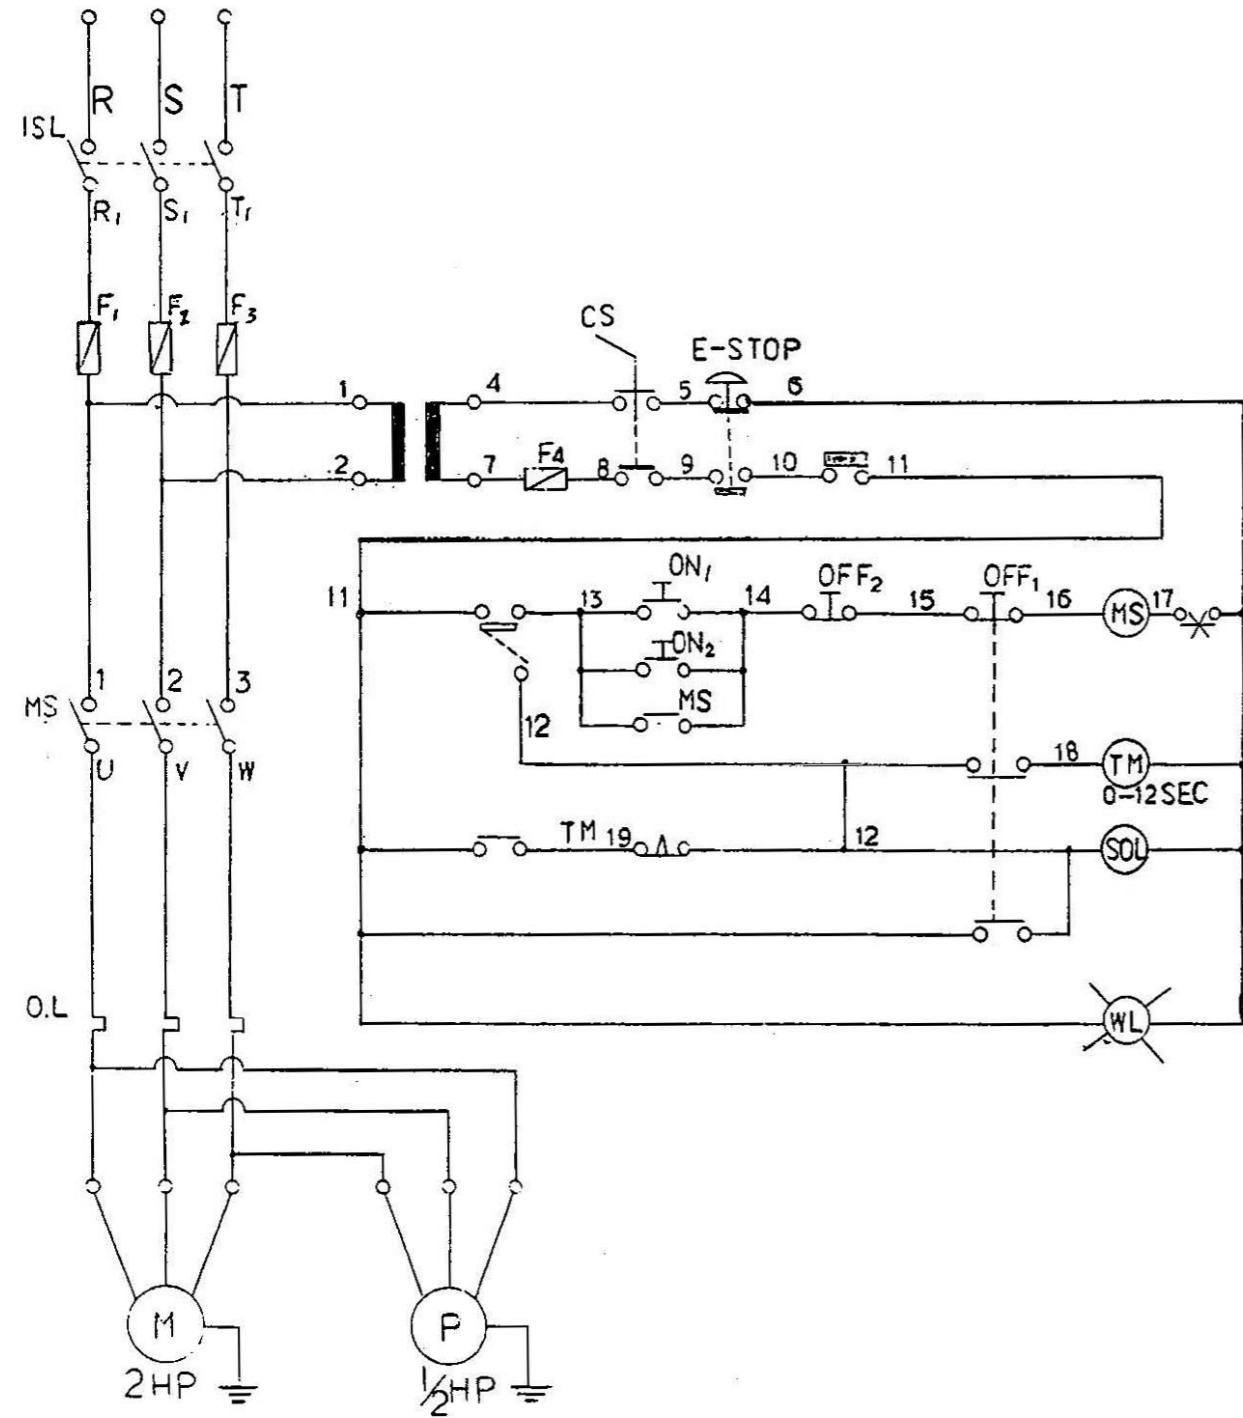 R S T
ISL
R₁ S₁ T₁
F₁ F₂ F₃
CS
E-STOP
1 4 5 6
2 7 F4 8 9 10 11
ON₁ OFF₂ OFF₁
11 13 14 15 16 MS 17
ON₂
MS
1 2 3
MS
12
U V W
18 TM
0-12 SEC
TM 19 12 SOL
O.L
WL
M P
2HP ½HP